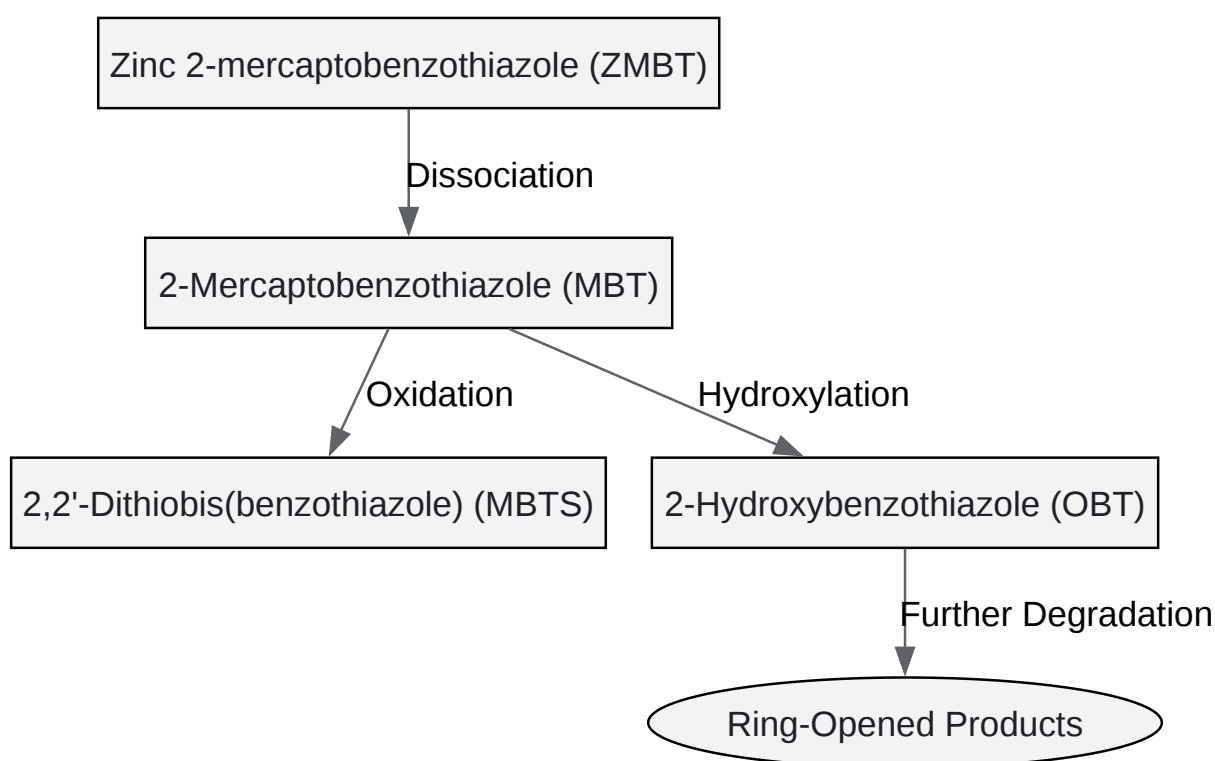 Zinc 2-mercaptobenzothiazole (ZMBT)
Dissociation
2-Mercaptobenzothiazole (MBT)
Oxidation
Hydroxylation
2,2'-Dithiobis(benzothiazole) (MBTS)
2-Hydroxybenzothiazole (OBT)
Further Degradation
Ring-Opened Products